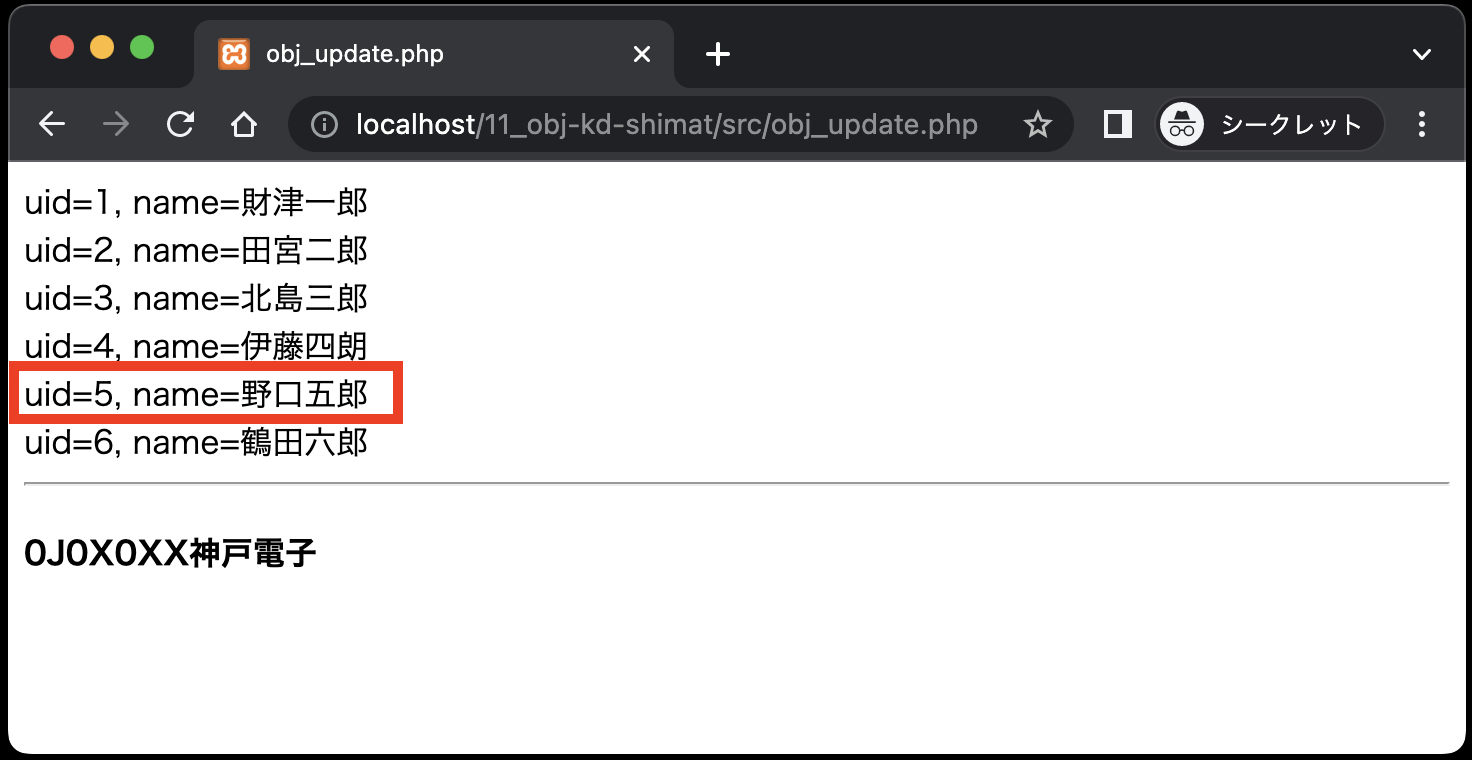 obj_update.php
localhost/11_obj-kd-shimat/src/obj_update.php
シークレット
uid=1, name=財津一郎
uid=2, name=田宮二郎
uid=3, name=北島三郎
uid=4, name=伊藤四朗
uid=5, name=野口五郎
uid=6, name=鶴田六郎
0J0X0XX神戸電子